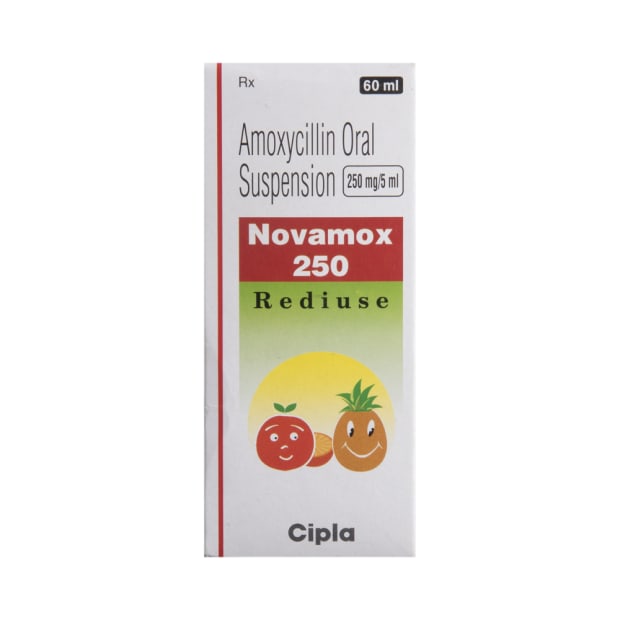 Rx
60 ml
Amoxycillin Oral
Suspension 250 mg/5 ml
Novamox
250
Rediuse
Cipla